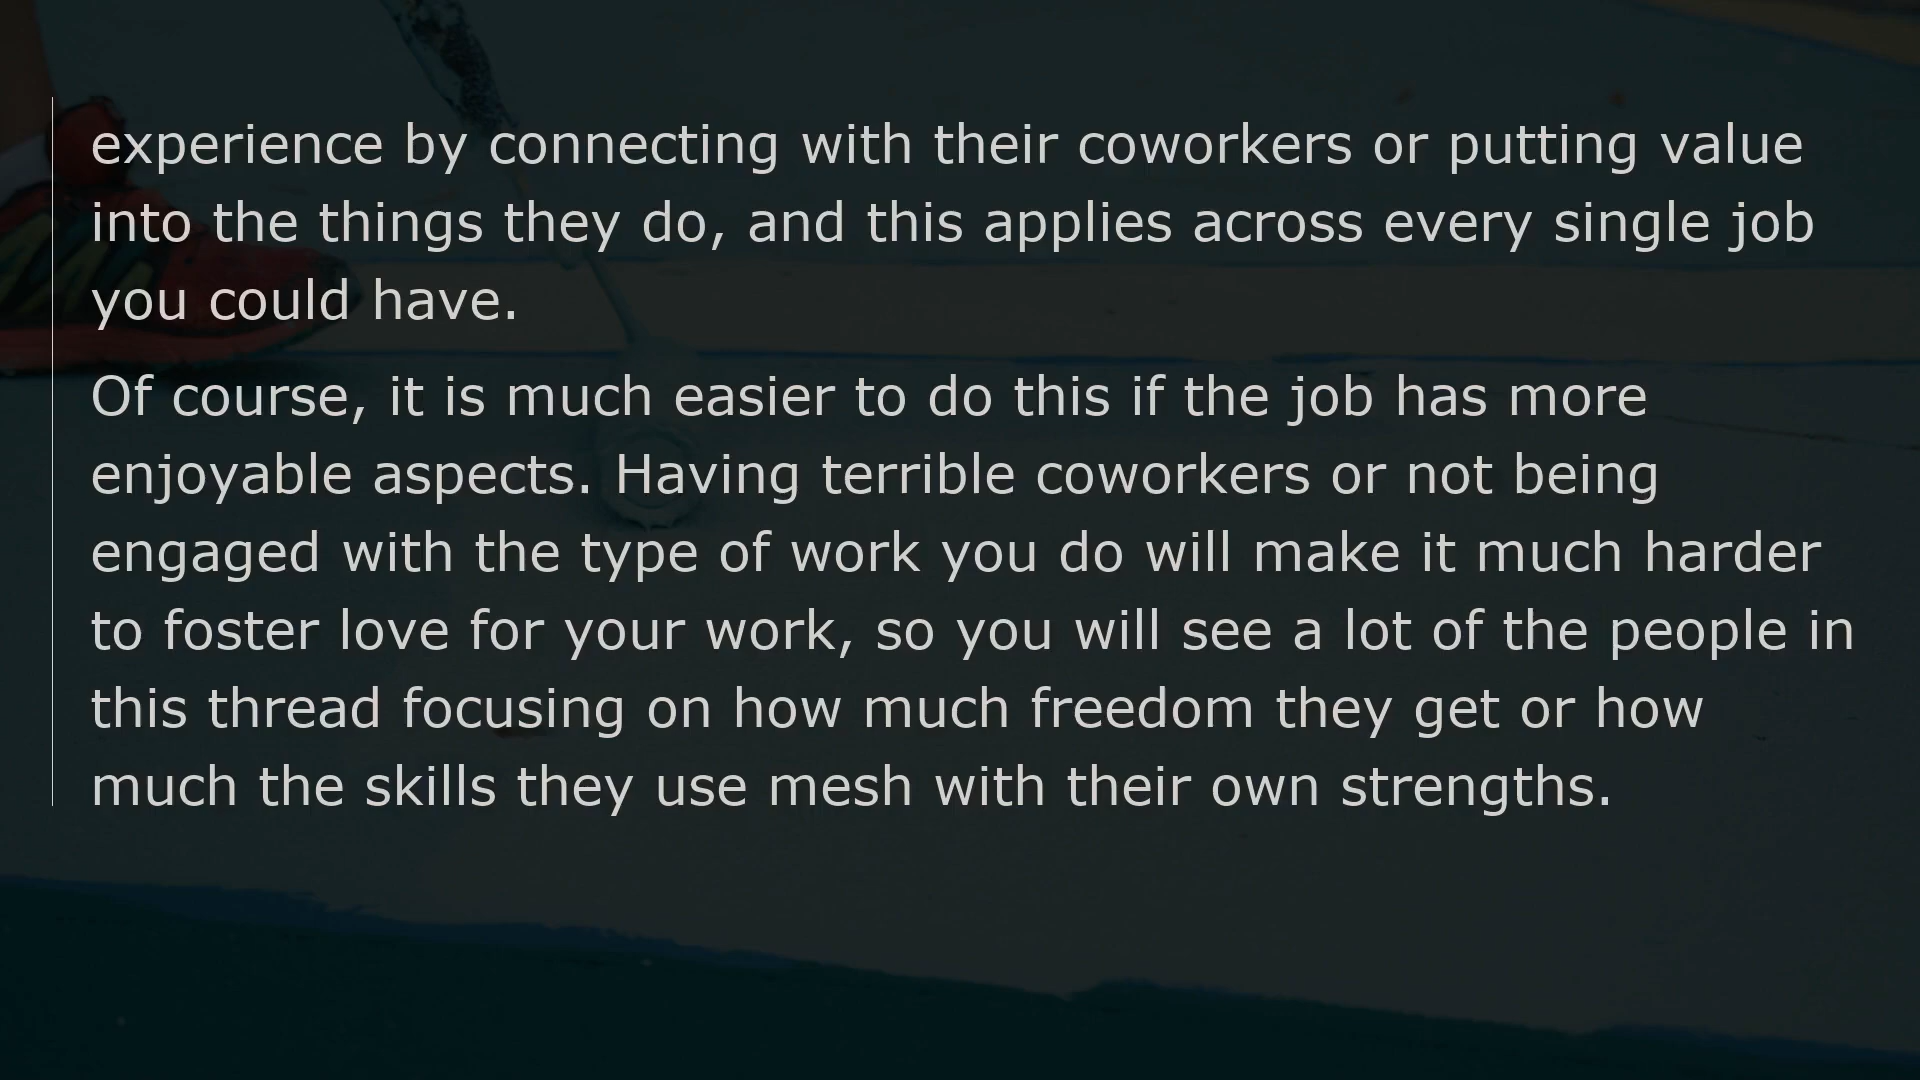 experience by connecting with their coworkers or putting value
into the things they do, and this applies across every single job
you could have.
Of course, it is much easier to do this if the job has more
enjoyable aspects. Having terrible coworkers or not being
engaged with the type of work you do will make it much harder
to foster love for your work, so you will see a lot of the people in
this thread focusing on how much freedom they get or how
much the skills they use mesh with their own strengths.